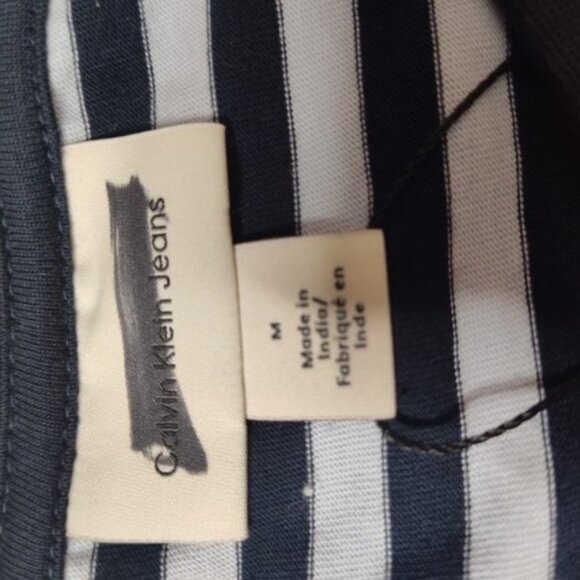 Calvin Klein Jeans
M
Made in
India/
Fabriqué en
Inde